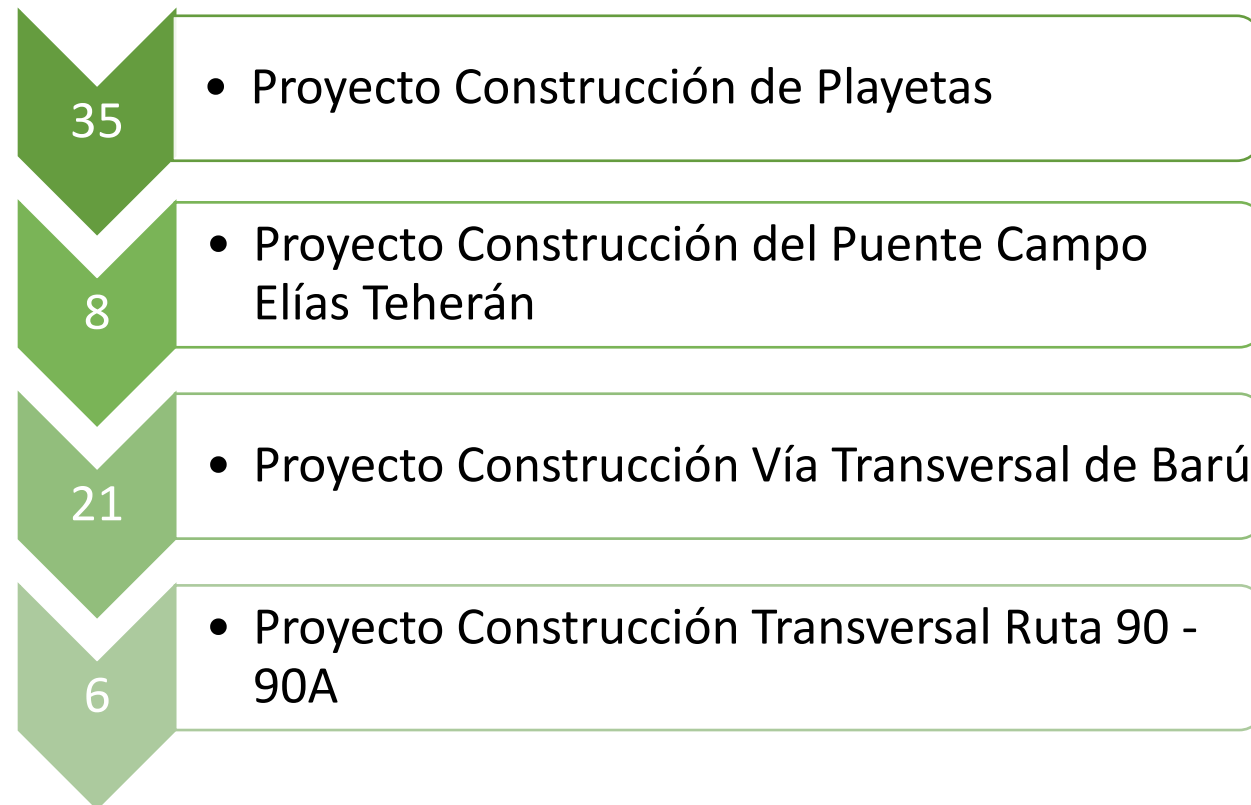 35
• Proyecto Construcción de Playetas
8
• Proyecto Construcción del Puente Campo
Elías Teherán
21
• Proyecto Construcción Vía Transversal de Barú
6
• Proyecto Construcción Transversal Ruta 90 -
90A